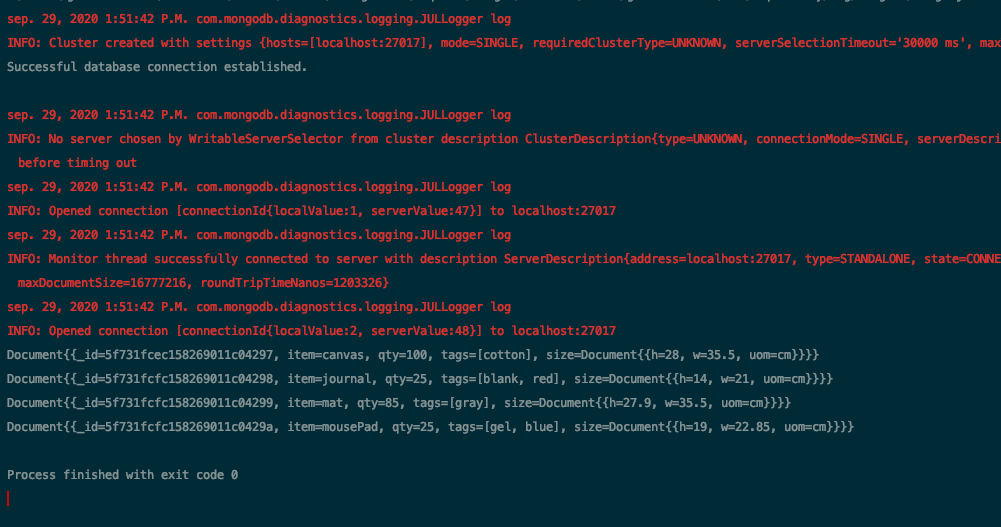 sep. 29, 2020 1:51:42 P.M. com.mongodb.diagnostics.logging.JULLogger log
INFO: Cluster created with settings {hosts=[localhost:27017], mode=SINGLE, requiredClusterType=UNKNOWN, serverSelectionTimeout='30000 ms', max
Successful database connection established.
sep. 29, 2020 1:51:42 P.M. com.mongodb.diagnostics.logging.JULLogger log
INFO: No server chosen by WritableServerSelector from cluster description ClusterDescription{type=UNKNOWN, connectionMode=SINGLE, serverDescri
before timing out
sep. 29, 2020 1:51:42 P.M. com.mongodb.diagnostics.logging.JULLogger log
INFO: Opened connection [connectionId{localValue:1, serverValue:47}] to localhost:27017
sep. 29, 2020 1:51:42 P.M. com.mongodb.diagnostics.logging.JULLogger log
INFO: Monitor thread successfully connected to server with description ServerDescription{address=localhost:27017, type=STANDALONE, state=CONNE
maxDocumentSize=16777216, roundTripTimeNanos=1203326}
sep. 29, 2020 1:51:42 P.M. com.mongodb.diagnostics.logging.JULLogger log
INFO: Opened connection [connectionId{localValue:2, serverValue:48}] to localhost:27017
Document{{_id=5f731fcec158269011c04297, item=canvas, qty=100, tags=[cotton], size=Document{{h=28, w=35.5, uom=cm}}}}
Document{{_id=5f731fcfc158269011c04298, item=journal, qty=25, tags=[blank, red], size=Document{{h=14, w=21, uom=cm}}}}
Document{{_id=5f731fcfc158269011c04299, item=mat, qty=85, tags=[gray], size=Document{{h=27.9, w=35.5, uom=cm}}}}
Document{{_id=5f731fcfc158269011c0429a, item=mousePad, qty=25, tags=[gel, blue], size=Document{{h=19, w=22.85, uom=cm}}}}
Process finished with exit code 0